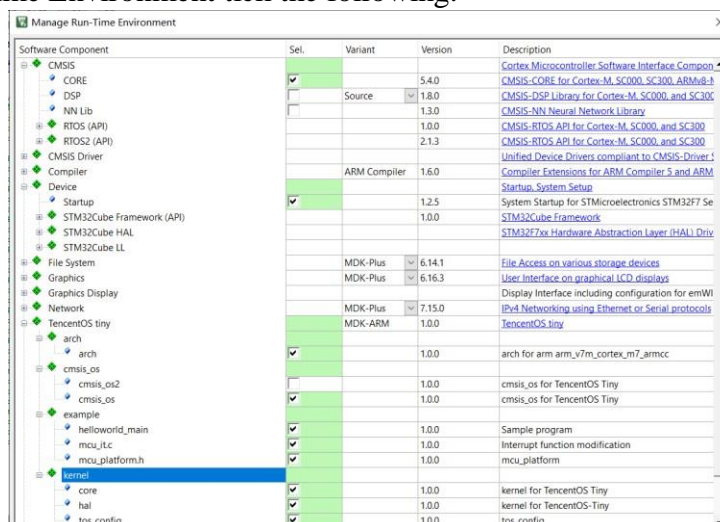 Manage Run-Time Environment
Software Component Sel. Variant Version Description
CMSIS Cortex Microcontroller Software Interface Compon
CORE 5.4.0 CMSIS-CORE for Cortex-M, SC000, SC300, ARMv8-M
DSP Source 1.8.0 CMSIS-DSP Library for Cortex-M, SC000, and SC300
NN Lib 1.3.0 CMSIS-NN Neural Network Library
RTOS (API) 1.0.0 CMSIS-RTOS API for Cortex-M, SC000, and SC300
RTOS2 (API) 2.1.3 CMSIS-RTOS API for Cortex-M, SC000, and SC300
CMSIS Driver Unified Device Drivers compliant to CMSIS-Driver
Compiler ARM Compiler 1.6.0 Compiler Extensions for ARM Compiler 5 and ARM
Device Startup, System Setup
Startup 1.2.5 System Startup for STMicroelectronics STM32F7 Se
STM32Cube Framework (API) 1.0.0 STM32Cube Framework
STM32Cube HAL STM32F7xx Hardware Abstraction Layer (HAL) Driv
STM32Cube LL
File System MDK-Plus 6.14.1 File Access on various storage devices
Graphics MDK-Plus 6.16.3 User Interface on graphical LCD displays
Graphics Display Display Interface including configuration for emWI
Network MDK-Plus 7.15.0 IPv4 Networking using Ethernet or Serial protocols
TencentOS tiny MDK-ARM 1.0.0 TencentOS tiny
arch
arch 1.0.0 arch for arm arm_v7m_cortex_m7_armcc
cmsis_os
cmsis_os2 1.0.0 cmsis_os for TencentOS Tiny
cmsis_os 1.0.0 cmsis_os for TencentOS Tiny
example
helloworld_main 1.0.0 Sample program
mcu_it.c 1.0.0 Interrupt function modification
mcu_platform.h 1.0.0 mcu_platform
kernel
core 1.0.0 kernel for TencentOS Tiny
hal 1.0.0 kernel for TencentOS-Tiny
tos_config 1.0.0 tos_config